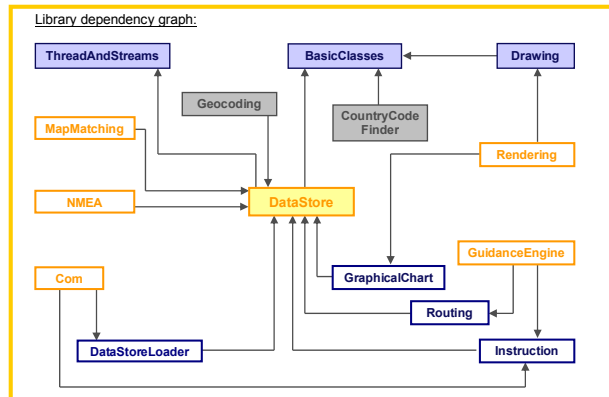 Library dependency graph:
ThreadAndStreams
BasicClasses
Drawing
Geocoding
CountryCode
Finder
MapMatching
Rendering
NMEA
DataStore
GuidanceEngine
Com
GraphicalChart
Routing
DataStoreLoader
Instruction